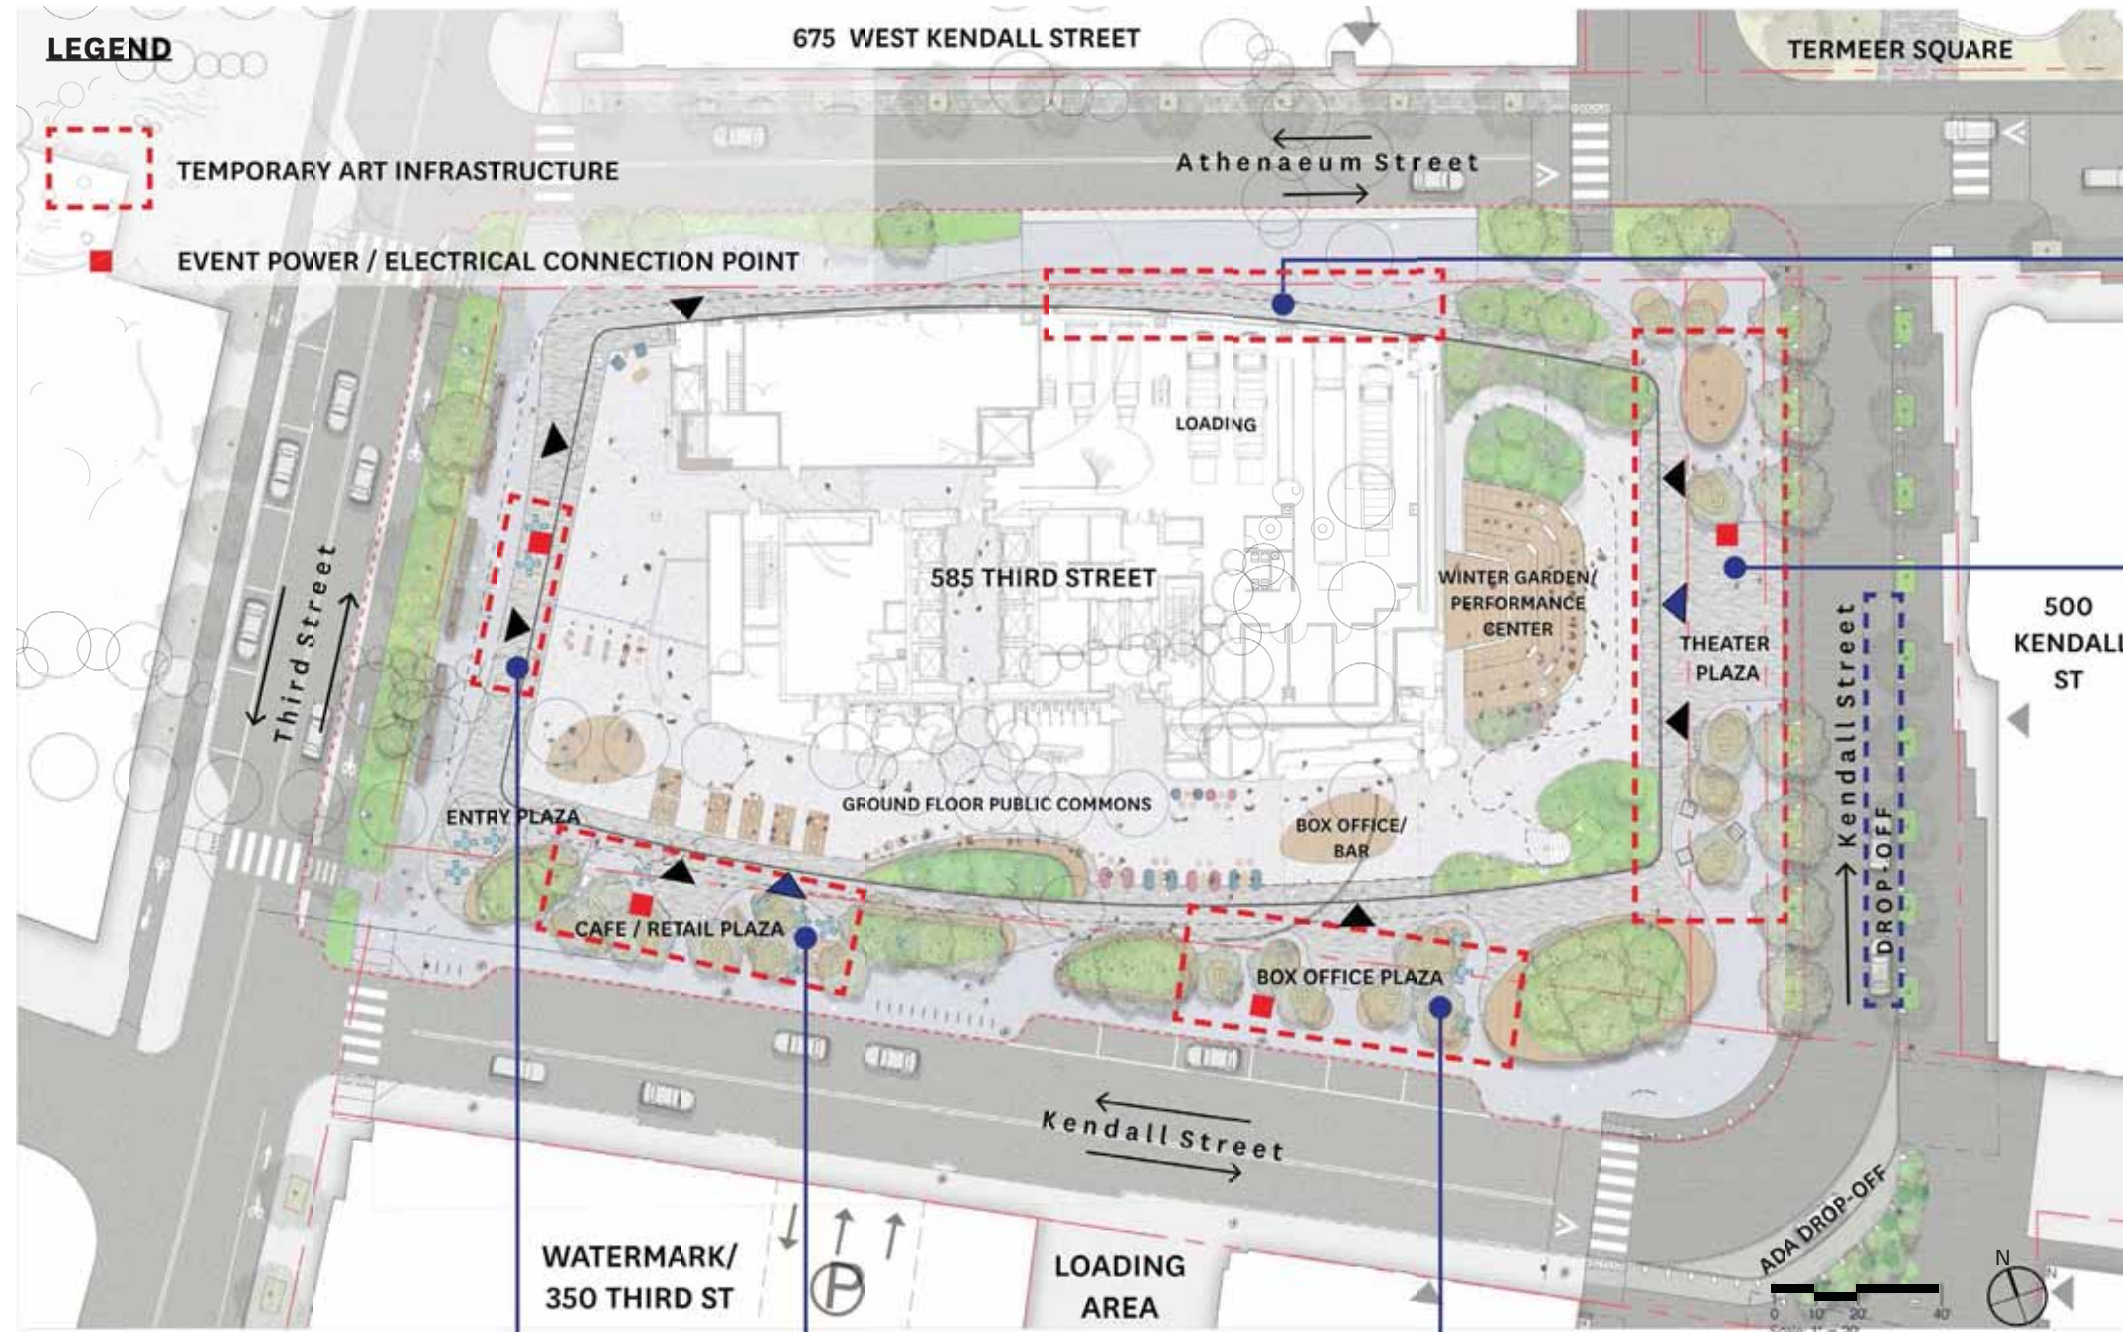 LEGEND
675 WEST KENDALL STREET
TERMEER SQUARE
TEMPORARY ART INFRASTRUCTURE
Athenaeum Street
EVENT POWER / ELECTRICAL CONNECTION POINT
LOADING
585 THIRD STREET
WINTER GARDEN/
PERFORMANCE
CENTER
THEATER
PLAZA
500
KENDALL
ST
Third Street
Kendall Street
DROP-OFF
ENTRY PLAZA
GROUND FLOOR PUBLIC COMMONS
BOX OFFICE/
BAR
CAFE / RETAIL PLAZA
BOX OFFICE PLAZA
Kendall Street
ADA DROP-OFF
WATERMARK/
350 THIRD ST
P
LOADING
AREA
N
0 10' 20' 40'